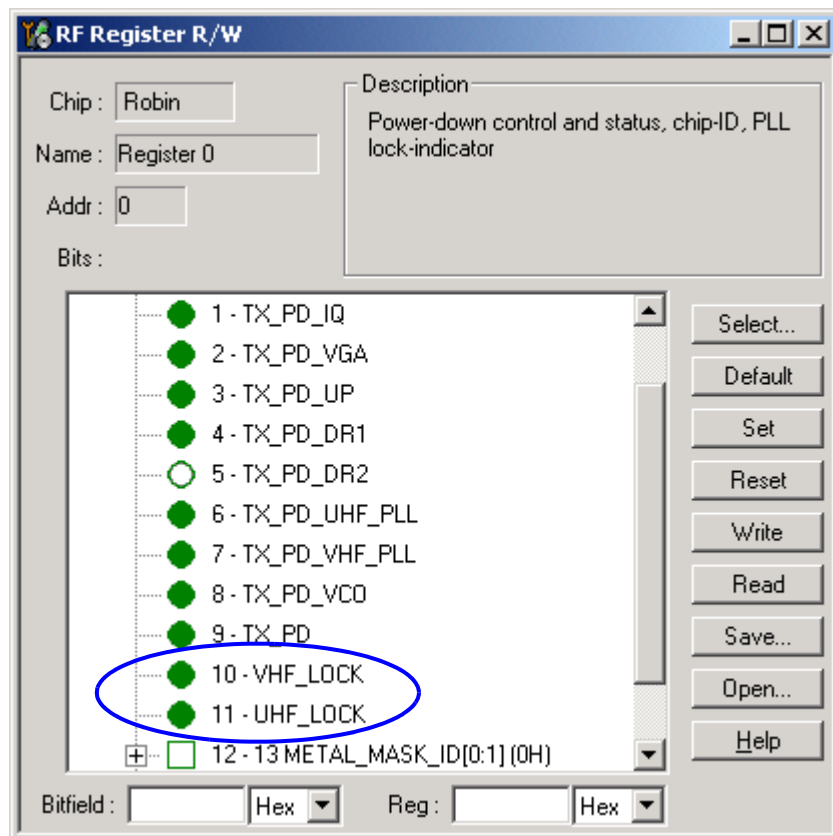 RF Register R/W
Chip : Robin
Name : Register 0
Addr : 0
Bits :
Description
Power-down control and status, chip-ID, PLL
lock-indicator
1 - TX_PD_IQ
2 - TX_PD_VGA
3 - TX_PD_UP
4 - TX_PD_DR1
5 - TX_PD_DR2
6 - TX_PD_UHF_PLL
7 - TX_PD_VHF_PLL
8 - TX_PD_VCO
9 - TX_PD
10 - VHF_LOCK
11 - UHF_LOCK
12 - 13 METAL_MASK_ID[0:1] (0H)
Select...
Default
Set
Reset
Write
Read
Save...
Open...
Help
Bitfield : Hex Reg : Hex